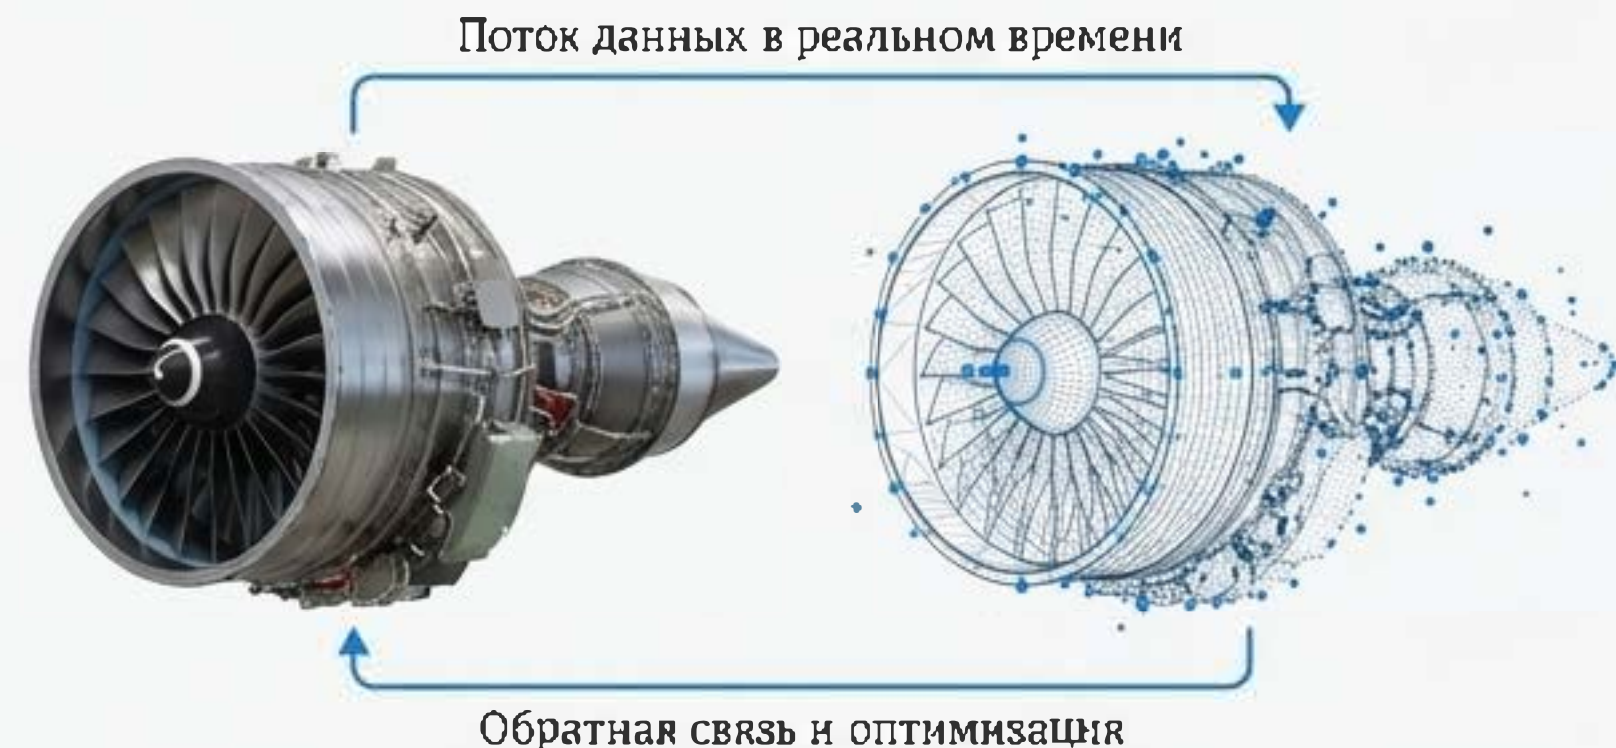 Поток данных в реальном времени
Обратная связь и оптимизация